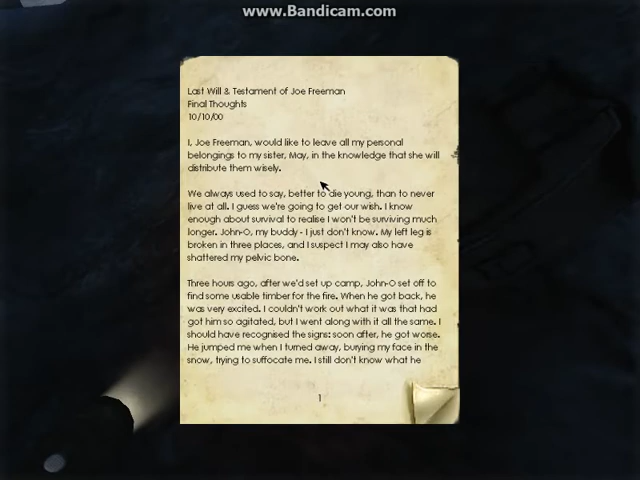 www.Bandicam.com
Last Will & Testament of Joe Freeman
Final Thoughts
10/10/00
I, Joe Freeman, would like to leave all my personal
belongings to my sister, May, in the knowledge that she will
distribute them wisely.
We always used to say, better to die young, than to never
live at all. I guess we're going to get our wish. I know
enough about survival to realise I won't be surviving much
longer. John-O, my buddy - I just don't know. My left leg is
broken in three places, and I suspect I may also have
shattered my pelvic bone.
Three hours ago, after we'd set up camp, John-O set off to
find some usable timber for the fire. When he got back, he
was very excited. I couldn't work out what it was that had
got him so agitated, but I went along with it all the same. I
should have recognised the signs: soon after, he got worse.
He jumped me when I turned away, burying my face in the
snow, trying to suffocate me. I still don't know what he
1